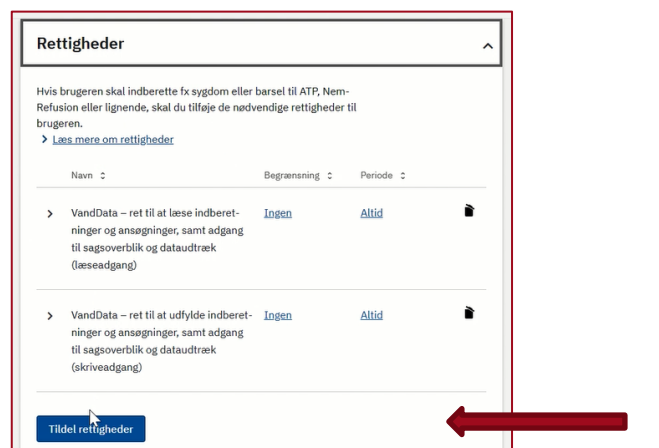 Rettigheder
Hvis brugeren skal indberette fx sygdom eller barsel til ATP, Nem-
Refusion eller lignende, skal du tilføje de nødvendige rettigheder til
brugeren.
Læs mere om rettigheder
Navn Begrænsning Periode
VandData – ret til at læse indberet- Ingen Altid
ninger og ansøgninger, samt adgang
til sagsoverblik og dataudtræk
(læseadgang)
VandData – ret til at udfylde indberet- Ingen Altid
ninger og ansøgninger, samt adgang
til sagsoverblik og dataudtræk
(skriveadgang)
Tildel rettigheder